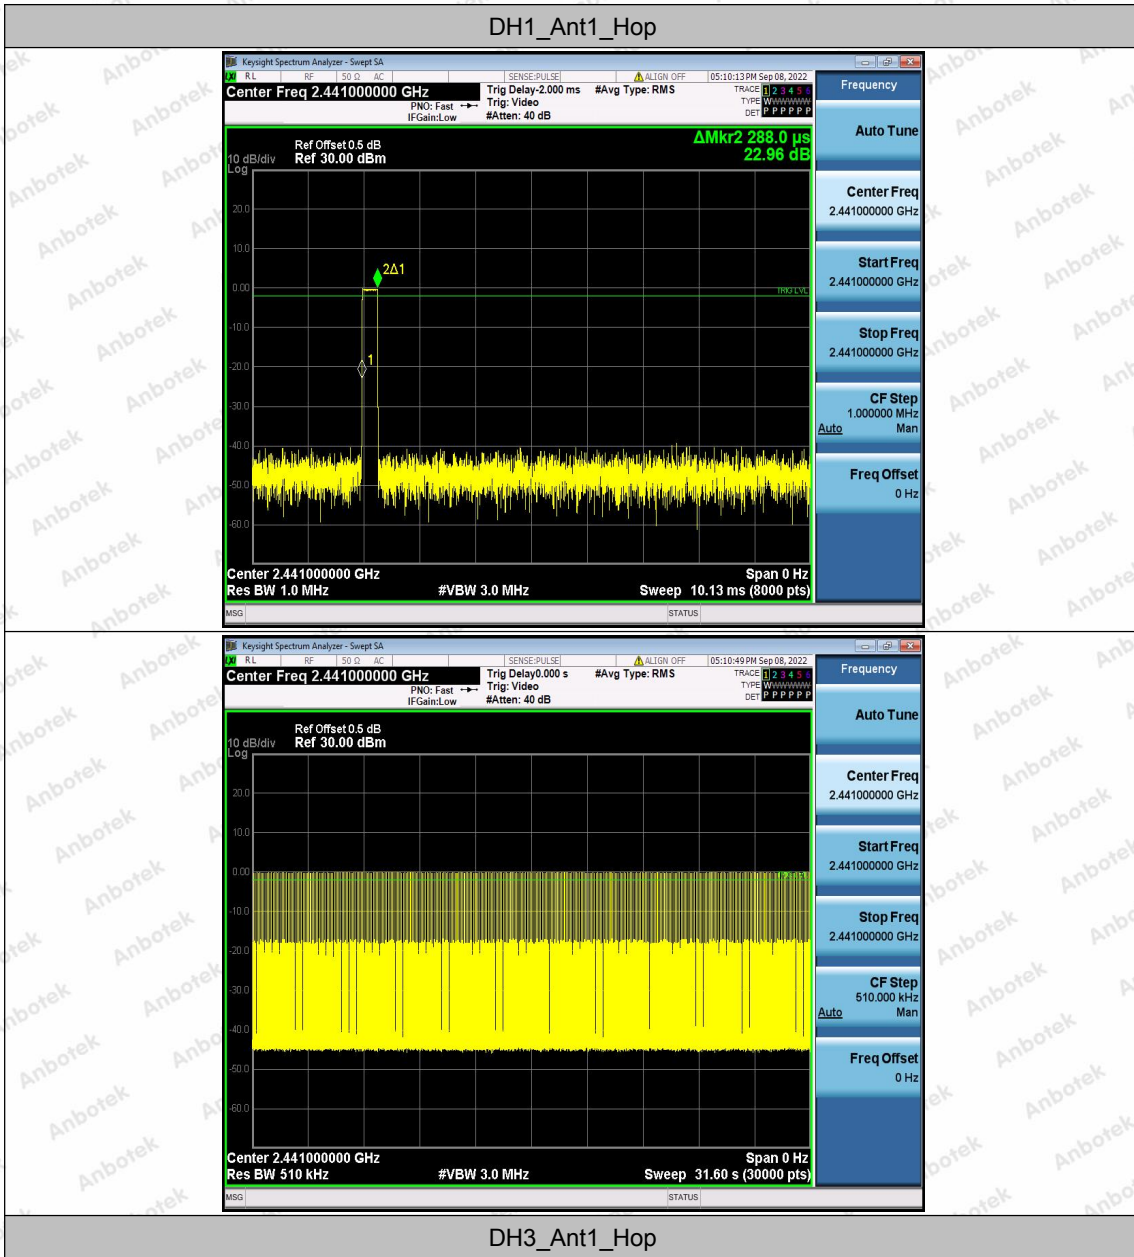 DH1_Ant1_Hop
Keysight Spectrum Analyzer - Swept SA
LXI RL RF 50 Ω AC SENSE:PULSE ALIGN OFF 05:10:13PM Sep 08, 2022
Center Freq 2.441000000 GHz
PNO: Fast
IFGain:Low
Trig Delay-2.000 ms
Trig: Video
#Atten: 40 dB
#Avg Type: RMS
TRACE 1 2 3 4 5 6
TYPE WWWWWW
DET P P P P P P
ΔMkr2 288.0 µs
22.96 dB
Ref Offset 0.5 dB
10 dB/div Ref 30.00 dBm
Log
20.0
10.0
0.00
-10.0
-20.0
-30.0
-40.0
-50.0
-60.0
2Δ1
1
TRIG LVL
Center 2.441000000 GHz Span 0 Hz
Res BW 1.0 MHz #VBW 3.0 MHz Sweep 10.13 ms (8000 pts)
MSG STATUS
Frequency
Auto Tune
Center Freq
2.441000000 GHz
Start Freq
2.441000000 GHz
Stop Freq
2.441000000 GHz
CF Step
1.000000 MHz
Auto Man
Freq Offset
0 Hz
Keysight Spectrum Analyzer - Swept SA
LXI RL RF 50 Ω AC SENSE:PULSE ALIGN OFF 05:10:49PM Sep 08, 2022
Center Freq 2.441000000 GHz
PNO: Fast
IFGain:Low
Trig Delay0.000 s
Trig: Video
#Atten: 40 dB
#Avg Type: RMS
TRACE 1 2 3 4 5 6
TYPE WWWWWW
DET P P P P P P
Ref Offset 0.5 dB
10 dB/div Ref 30.00 dBm
Log
20.0
10.0
0.00
-10.0
-20.0
-30.0
-40.0
-50.0
-60.0
Center 2.441000000 GHz Span 0 Hz
Res BW 510 kHz #VBW 3.0 MHz Sweep 31.60 s (30000 pts)
MSG STATUS
Frequency
Auto Tune
Center Freq
2.441000000 GHz
Start Freq
2.441000000 GHz
Stop Freq
2.441000000 GHz
CF Step
510.000 kHz
Auto Man
Freq Offset
0 Hz
DH3_Ant1_Hop
Anbotek